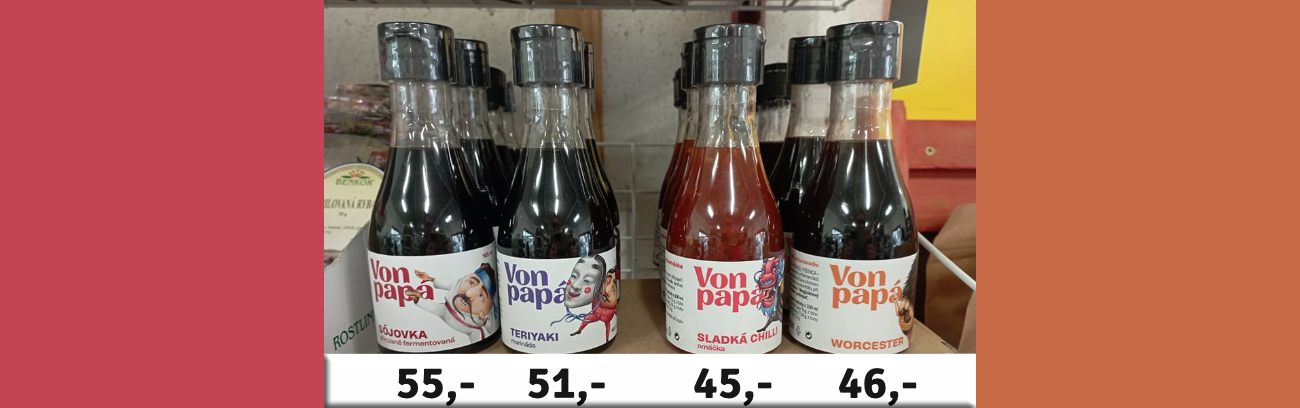 BENKOR
20 g
ROSTLIN
Von
papá
SÓJOVKA
přirozeně fermentovaná
Von
papá
TERIYAKI
marináda
Von
papá
SLADKÁ CHILLI
omáčka
Von
papá
WORCESTER
55,- 51,- 45,- 46,-